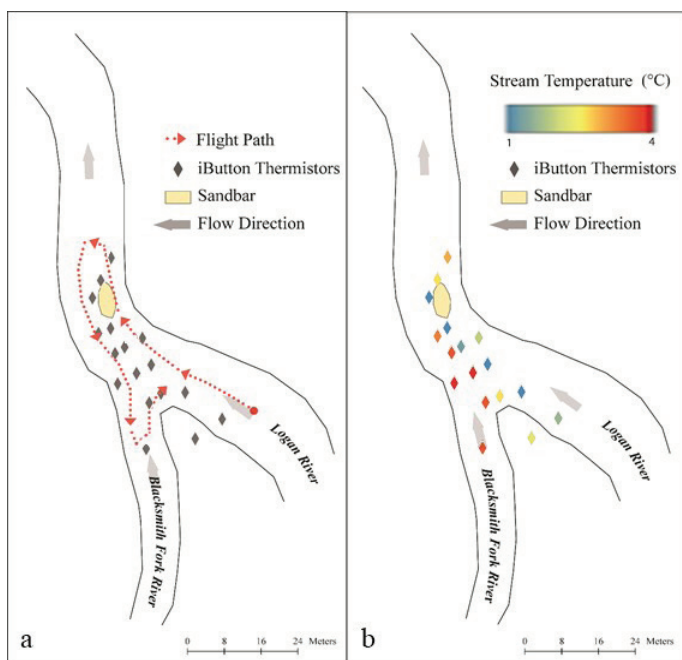 Flight Path
iButton Thermistors
Sandbar
Flow Direction
Logan River
Blacksmith Fork River
a
0 8 16 24 Meters
Stream Temperature (°C)
1 4
iButton Thermistors
Sandbar
Flow Direction
Logan River
Blacksmith Fork River
b
0 8 16 24 Meters